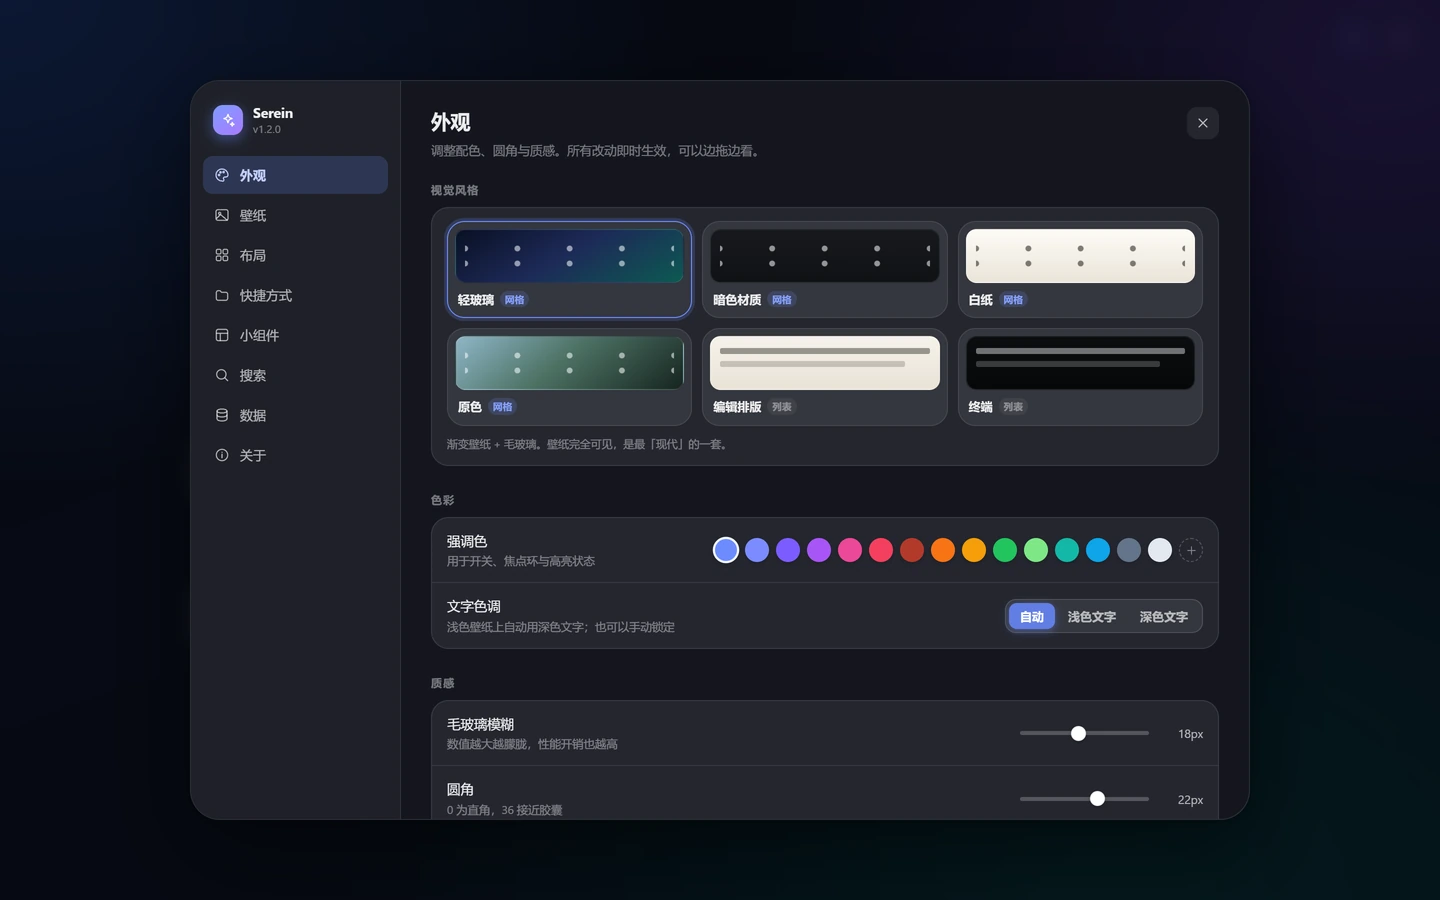 Serein
v1.2.0
外观
壁纸
布局
快捷方式
小组件
搜索
数据
关于
外观
调整配色、圆角与质感。所有改动即时生效，可以边拖边看。
视觉风格
轻玻璃 网格
暗色材质 网格
白纸 网格
原色 网格
编辑排版 列表
终端 列表
渐变壁纸 + 毛玻璃。壁纸完全可见，是最「现代」的一套。
色彩
强调色
用于开关、焦点环与高亮状态
文字色调
浅色壁纸上自动用深色文字；也可以手动锁定
自动 浅色文字 深色文字
质感
毛玻璃模糊
数值越大越朦胧，性能开销也越高
18px
圆角
0 为直角，36 接近胶囊
22px